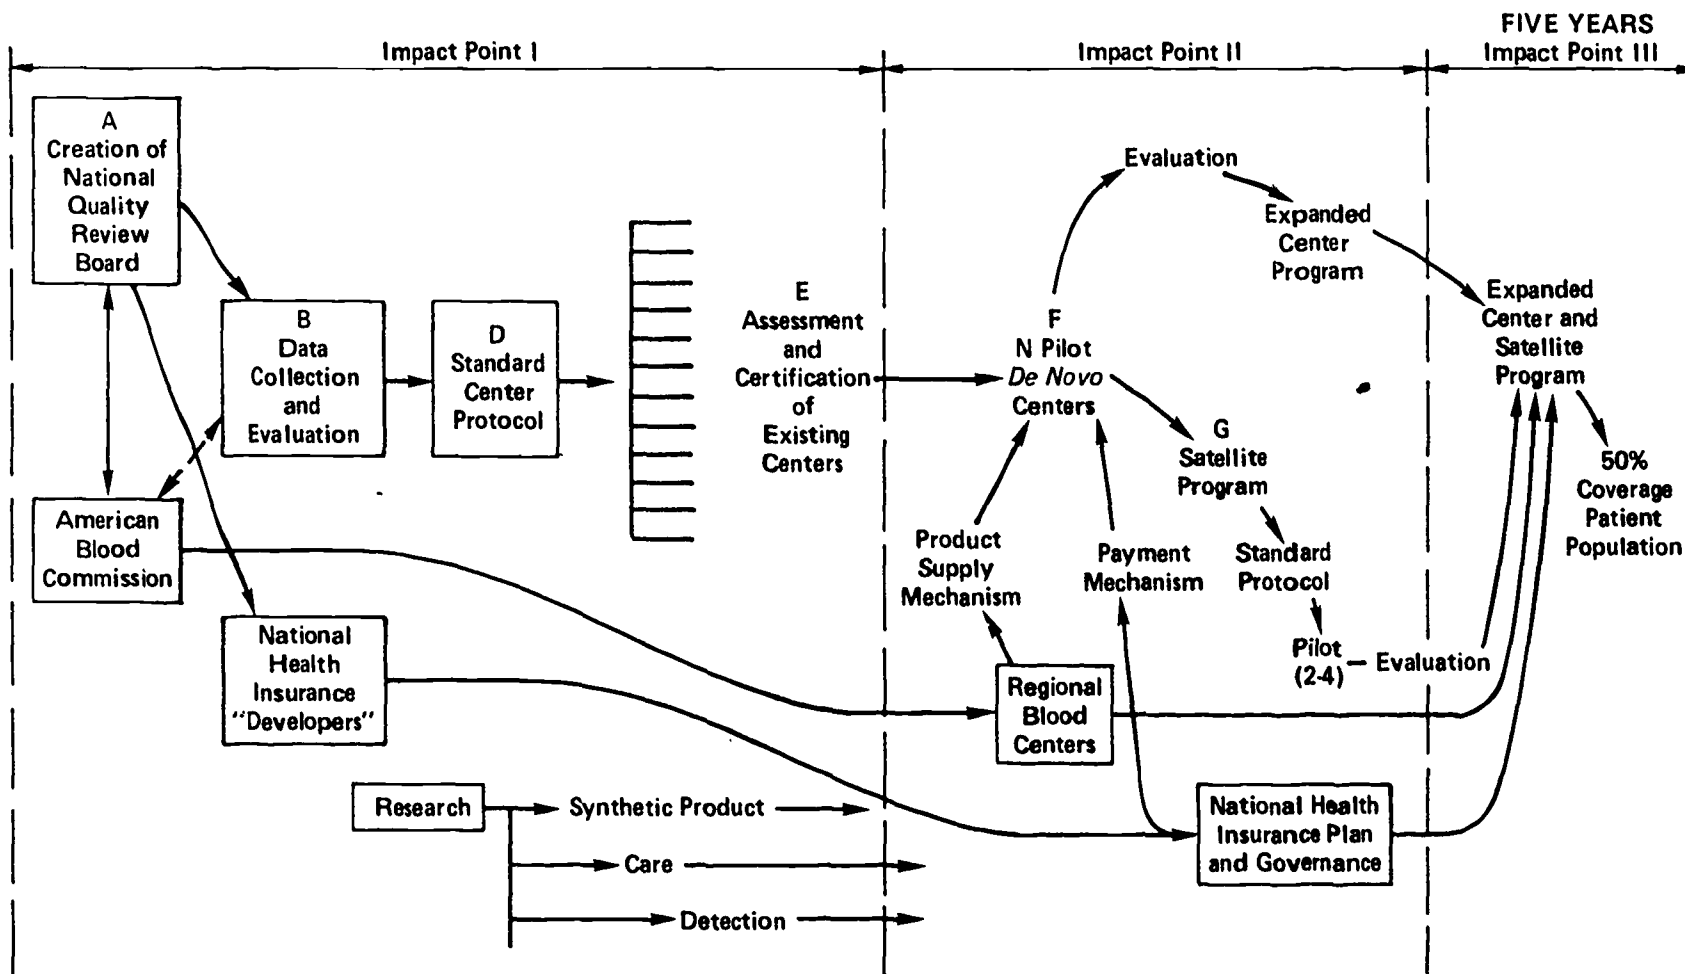 FIVE YEARS
Impact Point I
Impact Point II
Impact Point III
A
Creation of
National
Quality
Review
Board
B
Data
Collection
and
Evaluation
D
Standard
Center
Protocol
E
Assessment
and
Certification
of
Existing
Centers
American
Blood
Commission
National
Health
Insurance
"Developers"
Research
Synthetic Product
Care
Detection
Evaluation
Expanded
Center
Program
F
N Pilot
De Novo
Centers
G
Satellite
Program
Product
Supply
Mechanism
Payment
Mechanism
Standard
Protocol
Pilot
(2-4)
Evaluation
Regional
Blood
Centers
National Health
Insurance Plan
and Governance
Expanded
Center and
Satellite
Program
50%
Coverage
Patient
Population